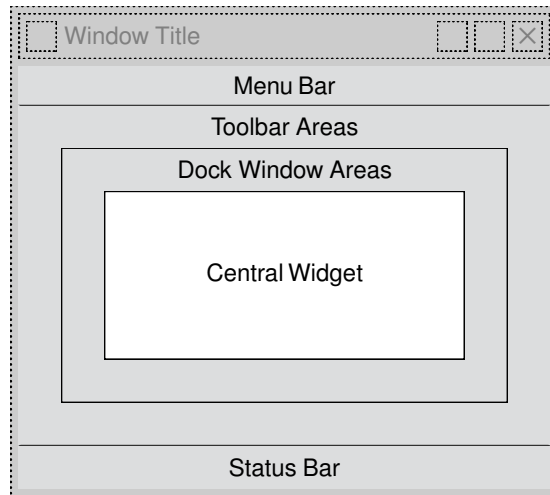 Window Title
Menu Bar
Toolbar Areas
Dock Window Areas
Central Widget
Status Bar